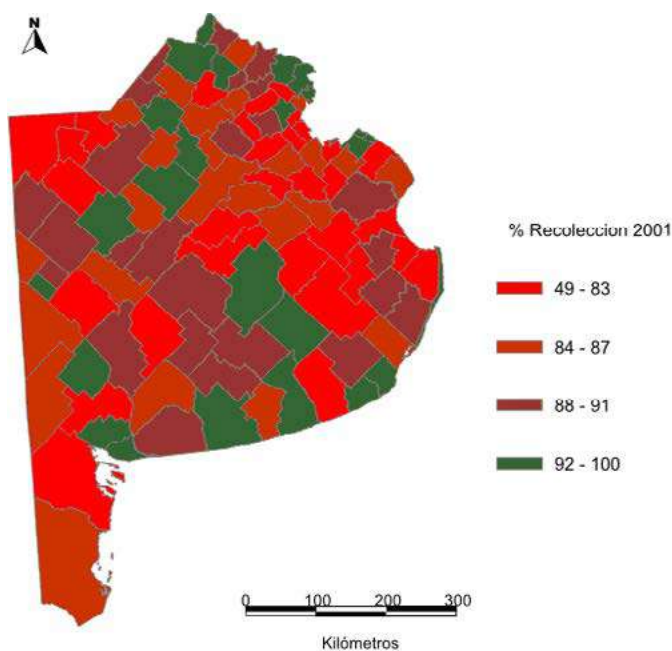 N
% Recoleccion 2001
49 - 83
84 - 87
88 - 91
92 - 100
0 100 200 300
Kilómetros